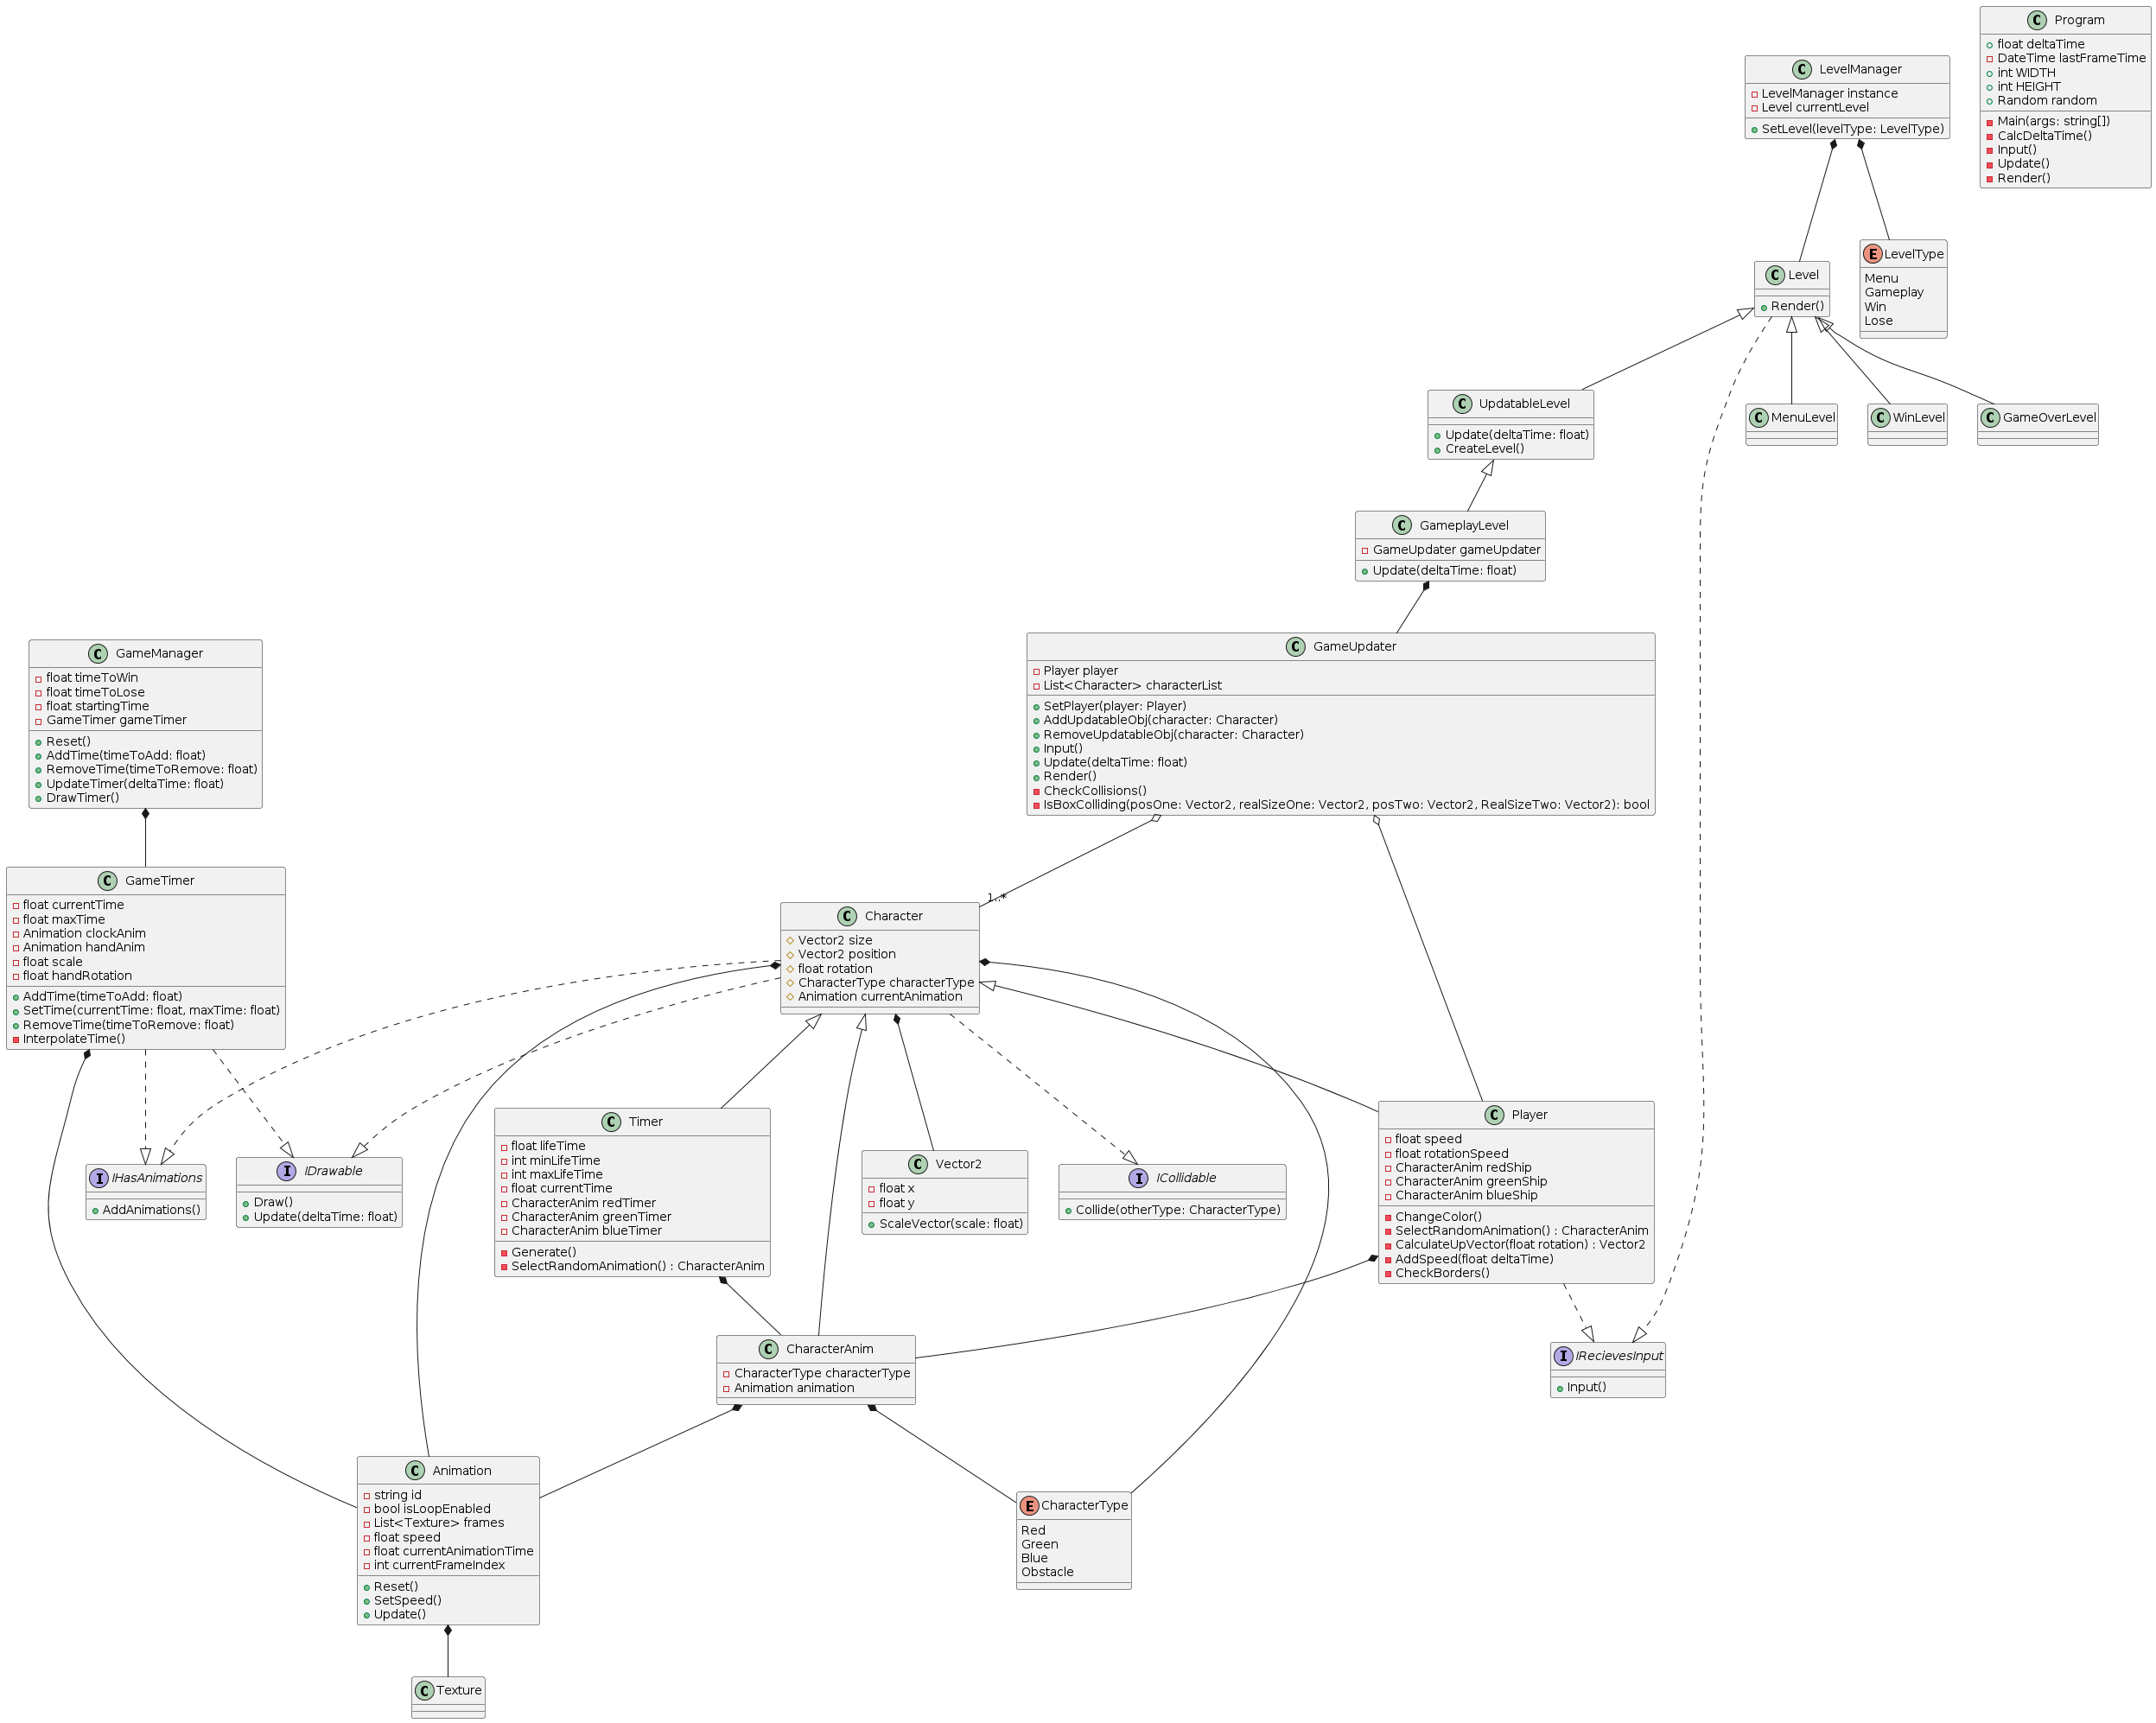 Program
float deltaTime
DateTime lastFrameTime
int WIDTH
int HEIGHT
Random random
Main(args: string[])
CalcDeltaTime()
Input()
Update()
Render()
LevelManager
LevelManager instance
Level currentLevel
SetLevel(levelType: LevelType)
Level
Render()
LevelType
Menu
Gameplay
Win
Lose
UpdatableLevel
Update(deltaTime: float)
CreateLevel()
MenuLevel
WinLevel
GameOverLevel
GameplayLevel
GameUpdater gameUpdater
Update(deltaTime: float)
GameManager
float timeToWin
float timeToLose
float startingTime
GameTimer gameTimer
Reset()
AddTime(timeToAdd: float)
RemoveTime(timeToRemove: float)
UpdateTimer(deltaTime: float)
DrawTimer()
GameUpdater
Player player
List<Character> characterList
SetPlayer(player: Player)
AddUpdatableObj(character: Character)
RemoveUpdatableObj(character: Character)
Input()
Update(deltaTime: float)
Render()
CheckCollisions()
IsBoxColliding(posOne: Vector2, realSizeOne: Vector2, posTwo: Vector2, RealSizeTwo: Vector2): bool
GameTimer
float currentTime
float maxTime
Animation clockAnim
Animation handAnim
float scale
float handRotation
AddTime(timeToAdd: float)
SetTime(currentTime: float, maxTime: float)
RemoveTime(timeToRemove: float)
InterpolateTime()
1..*
Character
Vector2 size
Vector2 position
float rotation
CharacterType characterType
Animation currentAnimation
IHasAnimations
AddAnimations()
IDrawable
Draw()
Update(deltaTime: float)
Timer
float lifeTime
int minLifeTime
int maxLifeTime
float currentTime
CharacterAnim redTimer
CharacterAnim greenTimer
CharacterAnim blueTimer
Generate()
SelectRandomAnimation() : CharacterAnim
Vector2
float x
float y
ScaleVector(scale: float)
ICollidable
Collide(otherType: CharacterType)
Player
float speed
float rotationSpeed
CharacterAnim redShip
CharacterAnim greenShip
CharacterAnim blueShip
ChangeColor()
SelectRandomAnimation() : CharacterAnim
CalculateUpVector(float rotation) : Vector2
AddSpeed(float deltaTime)
CheckBorders()
CharacterAnim
CharacterType characterType
Animation animation
IRecievesInput
Input()
Animation
string id
bool isLoopEnabled
List<Texture> frames
float speed
float currentAnimationTime
int currentFrameIndex
Reset()
SetSpeed()
Update()
CharacterType
Red
Green
Blue
Obstacle
Texture